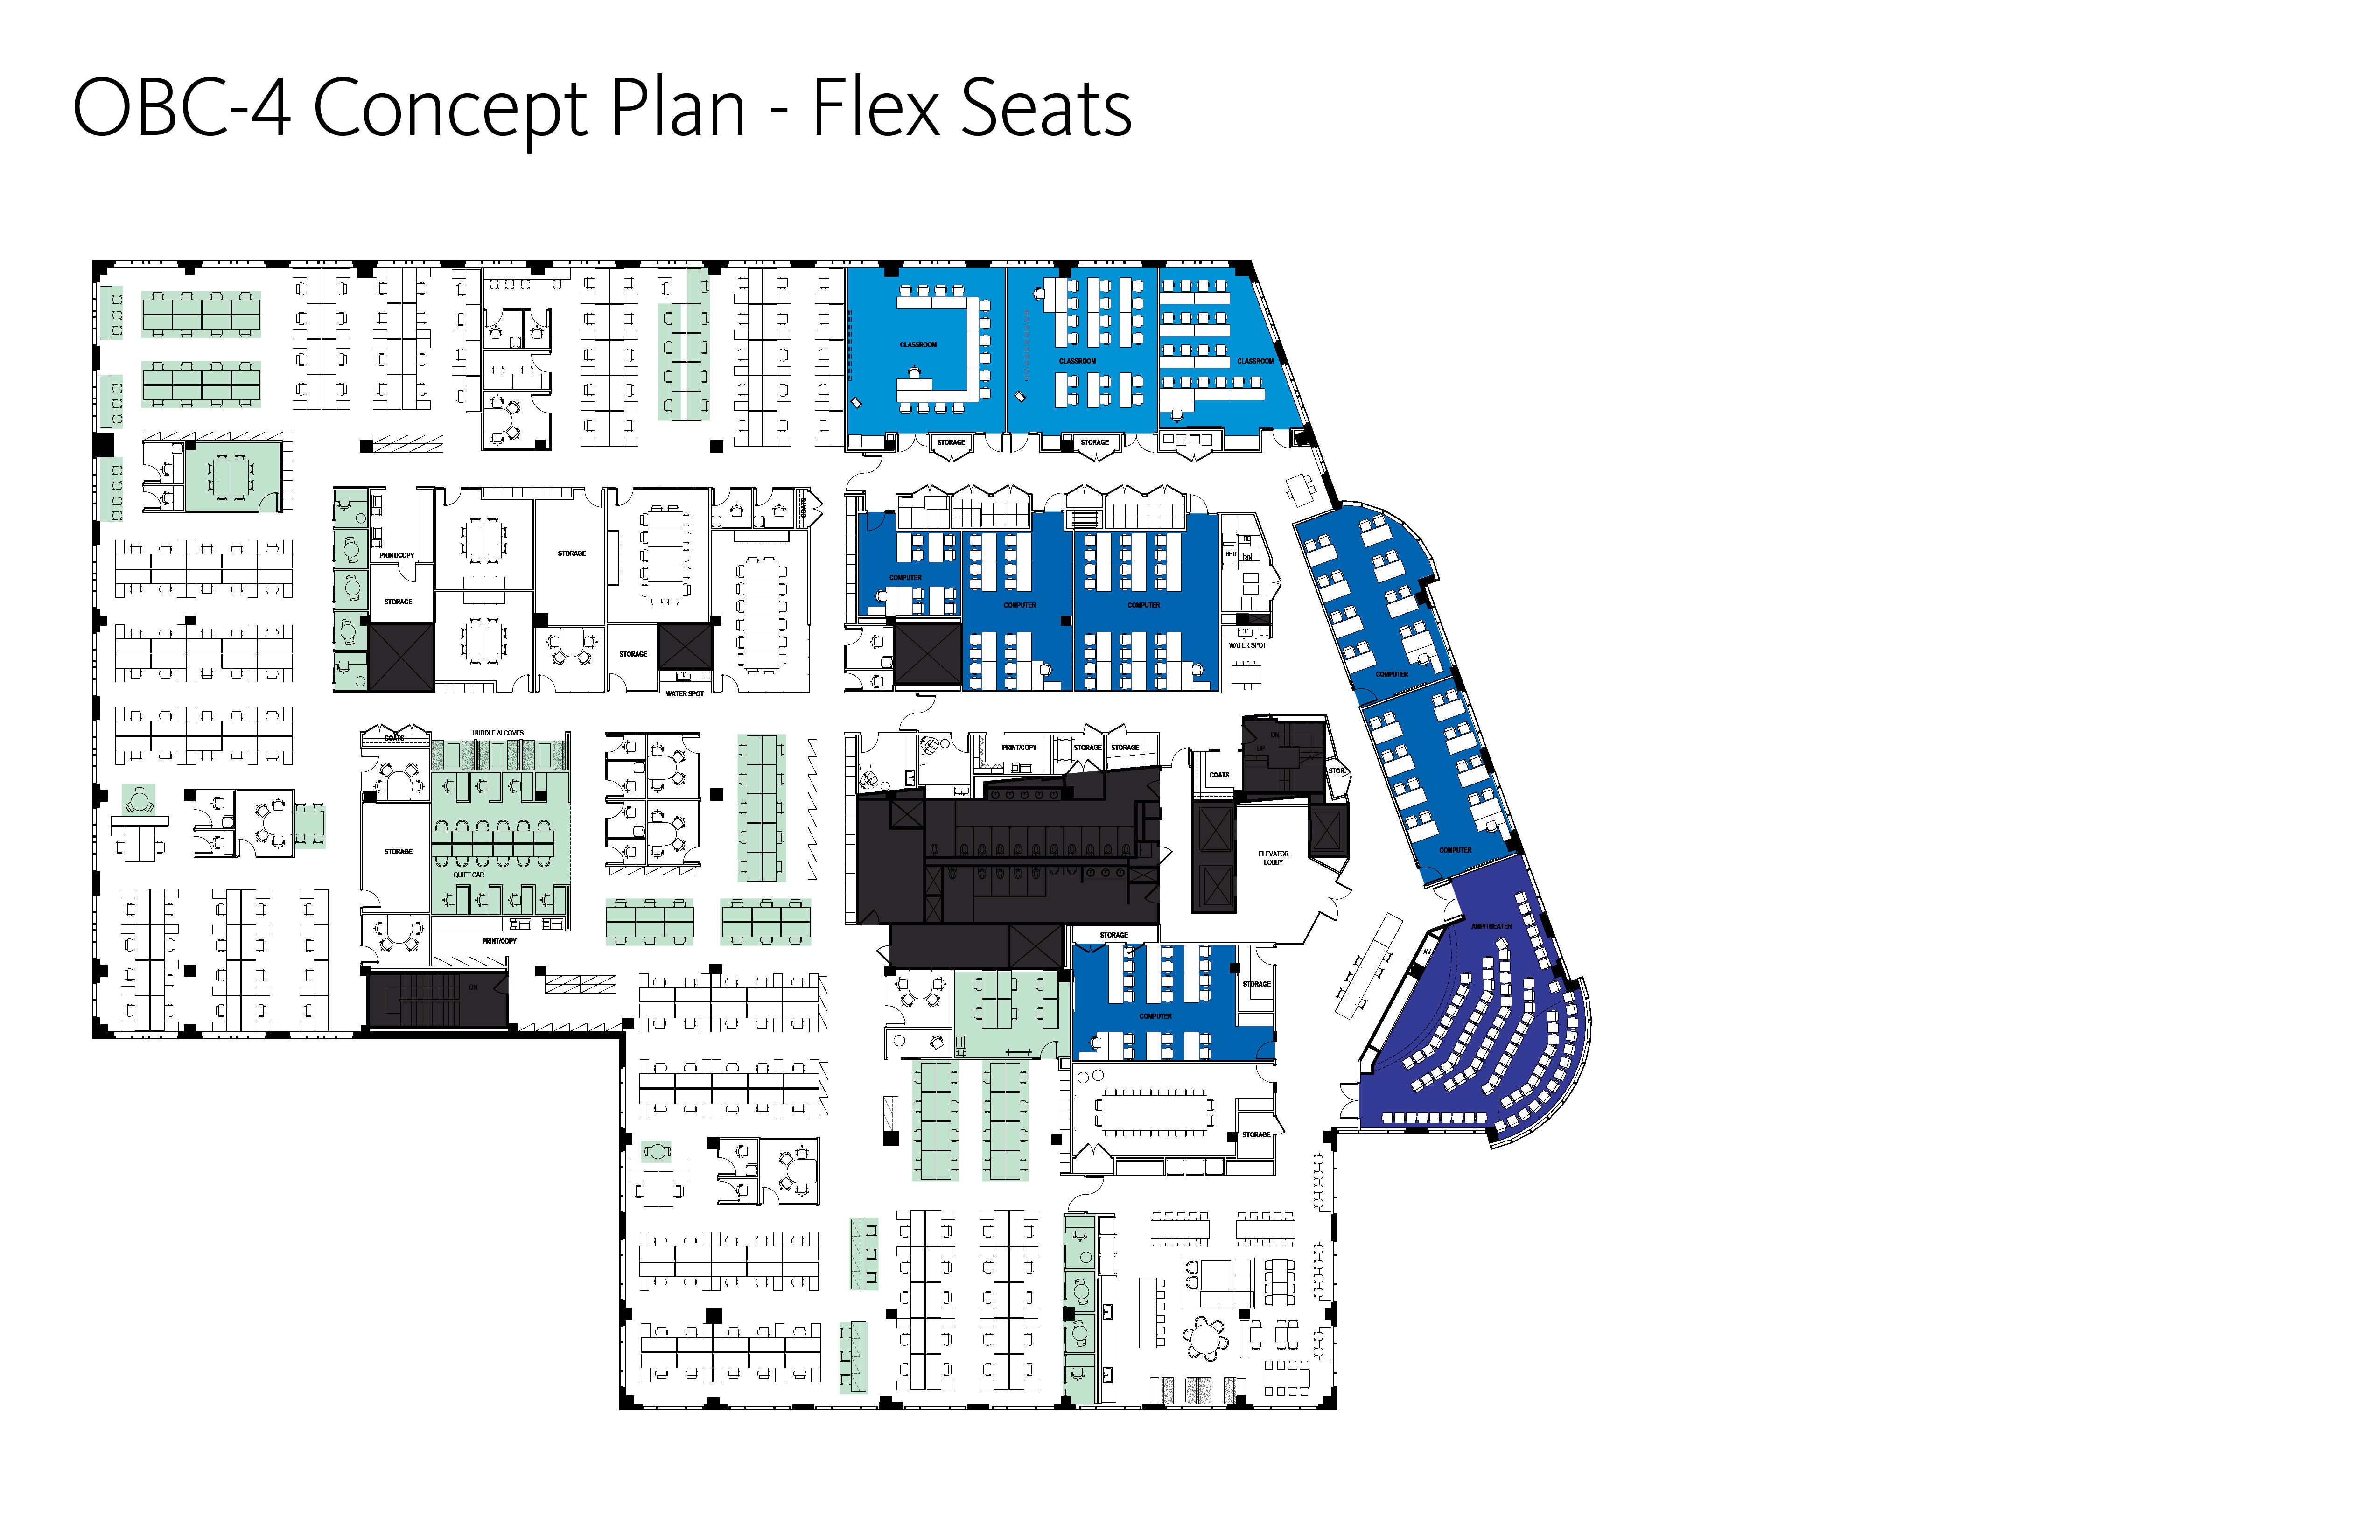 OBC-4 Concept Plan - Flex Seats
CLASSROOM
CLASSROOM
CLASSROOM
STORAGE
STORAGE
COATS
PRINT/COPY
STORAGE
STORAGE
STORAGE
WATER SPOT
COMPUTER
COMPUTER
COMPUTER
WATER SPOT
COMPUTER
COATS
HUDDLE ALCOVES
PRINT/COPY
STORAGE
STORAGE
COATS
DN
UP
STOR.
STORAGE
QUIET CAR
ELEVATOR
LOBBY
COMPUTER
PRINT/COPY
STORAGE
AMPITHEATER
AV
DN
STORAGE
COMPUTER
STORAGE